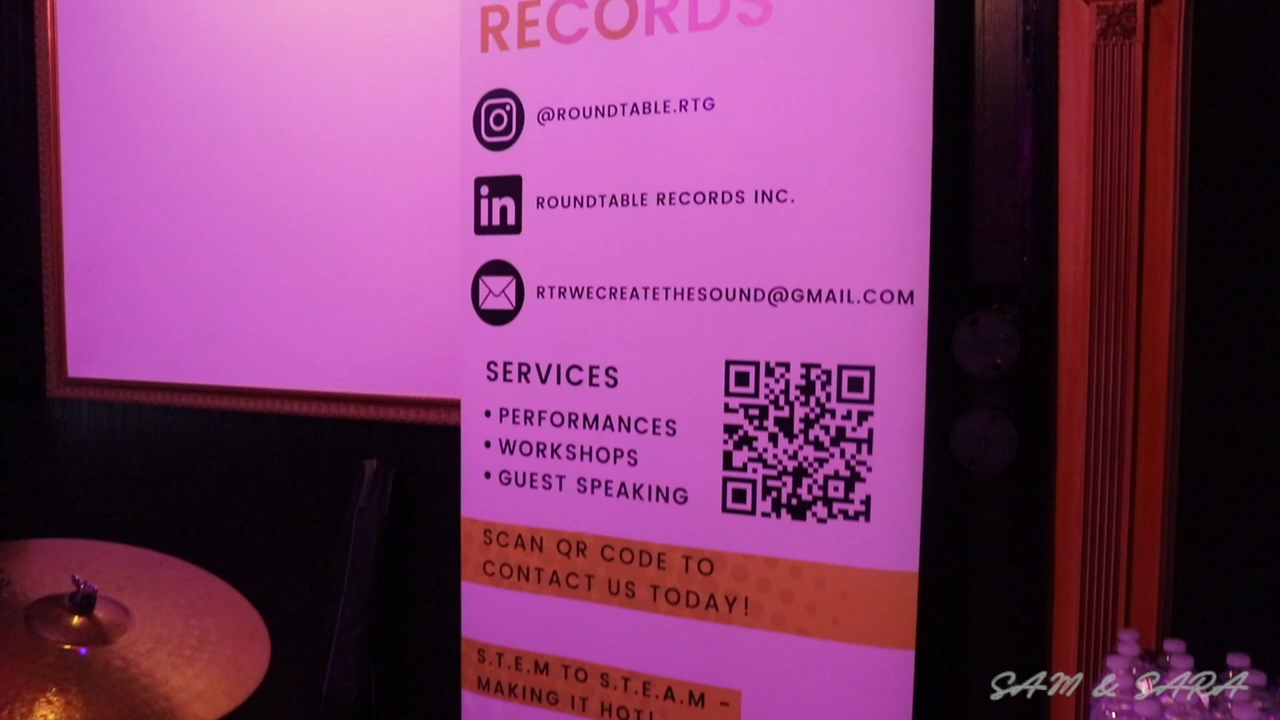 RECORDS
@ROUNDTABLE.RTG
in ROUNDTABLE RECORDS INC.
RTRWECREATETHESOUND@GMAIL.COM
SERVICES
• PERFORMANCES
• WORKSHOPS
• GUEST SPEAKING
SCAN QR CODE TO
CONTACT US TODAY!
S.T.E.M TO S.T.E.A.M -
MAKING IT HOT!
SAM & SARA